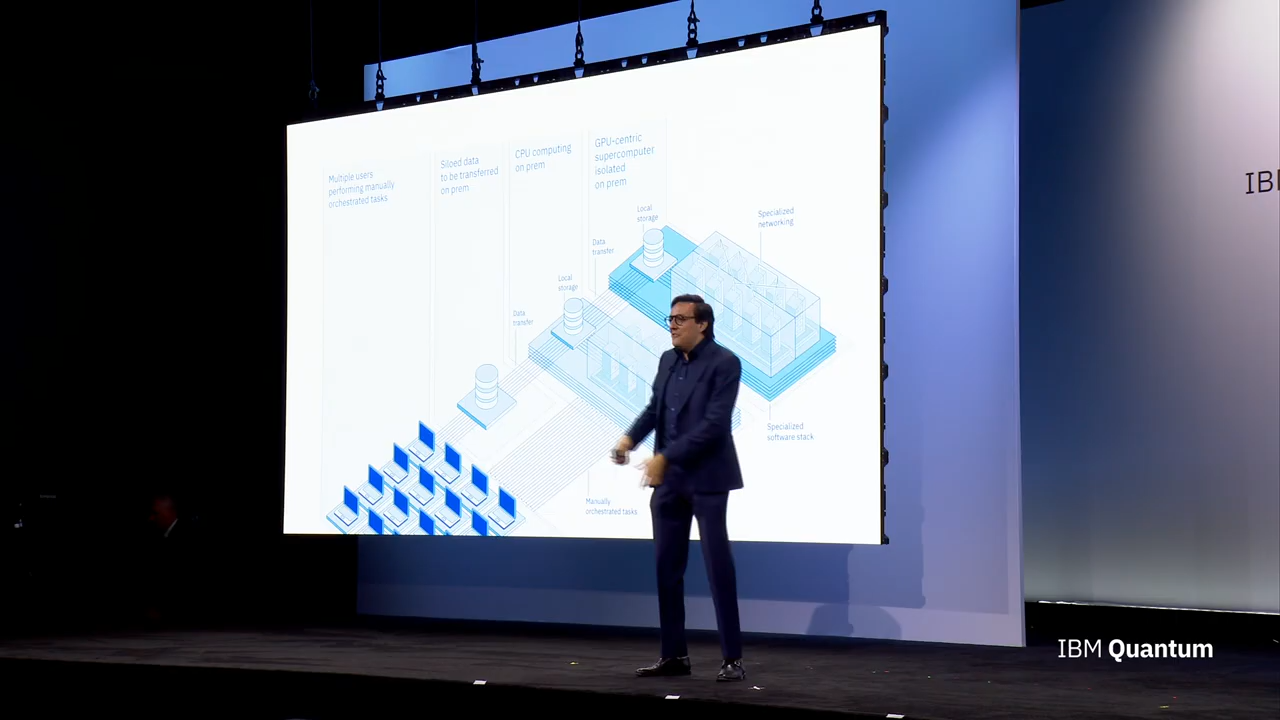 Multiple users
performing manually
orchestrated tasks
Siloed data
to be transferred
on prem
CPU computing
on prem
GPU-centric
supercomputer
isolated
on prem
Local
storage
Specialized
networking
Data
transfer
Local
storage
Data
transfer
Specialized
software stack
Manually
orchestrated tasks
IBM Quantum